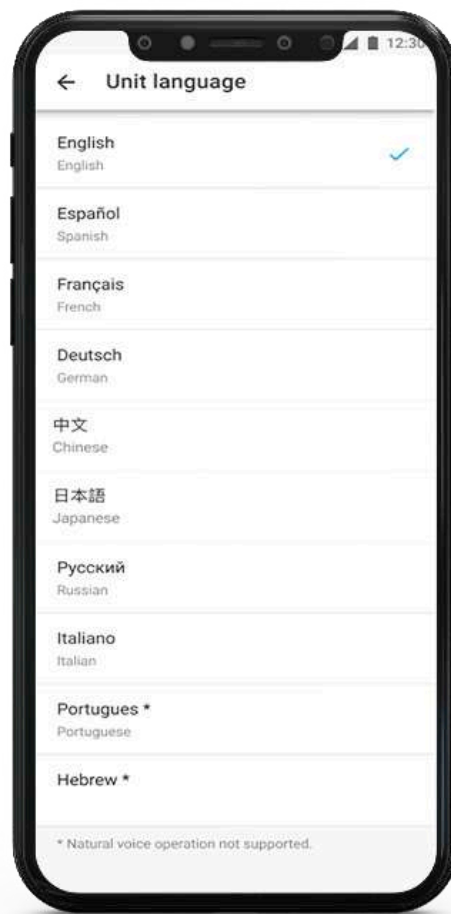 12:30
Unit language
English
English
Español
Spanish
Français
French
Deutsch
German
中文
Chinese
日本語
Japanese
Русский
Russian
Italiano
Italian
Portugues *
Portuguese
Hebrew *
* Natural voice operation not supported.